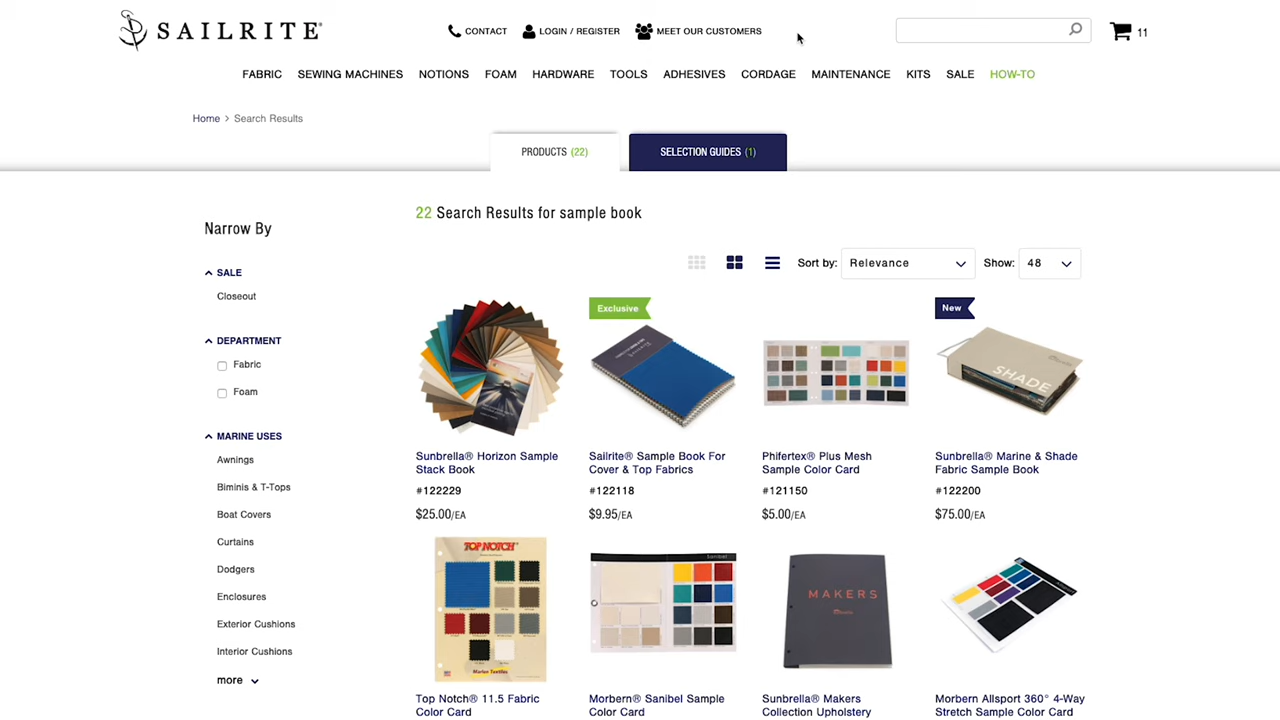 SAILRITE®
CONTACT
LOGIN / REGISTER
MEET OUR CUSTOMERS
11
FABRIC SEWING MACHINES NOTIONS FOAM HARDWARE TOOLS ADHESIVES CORDAGE MAINTENANCE KITS SALE HOW-TO
Home > Search Results
PRODUCTS (22)
SELECTION GUIDES (1)
22 Search Results for sample book
Narrow By
Sort by: Relevance Show: 48
SALE
Closeout
DEPARTMENT
Fabric
Foam
MARINE USES
Awnings
Biminis & T-Tops
Boat Covers
Curtains
Dodgers
Enclosures
Exterior Cushions
Interior Cushions
more
Sunbrella® Horizon Sample
Stack Book
#122229
$25.00/EA
Exclusive
Sailrite® Sample Book For
Cover & Top Fabrics
#122118
$9.95/EA
Phifertex® Plus Mesh
Sample Color Card
#121150
$5.00/EA
New
SHADE
Sunbrella® Marine & Shade
Fabric Sample Book
#122200
$75.00/EA
TOP NOTCH®
Marlen Textiles
Top Notch® 11.5 Fabric
Color Card
Morbern® Sanibel Sample
Color Card
MAKERS
Sunbrella® Makers
Collection Upholstery
Morbern Allsport 360° 4-Way
Stretch Sample Color Card